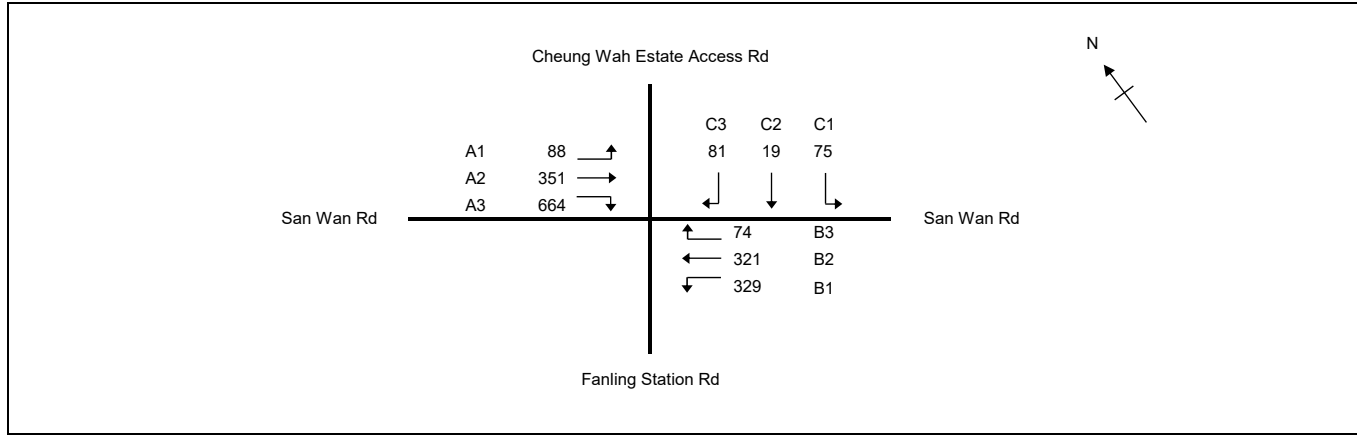 N
Cheung Wah Estate Access Rd
C3 C2 C1
A1 88 81 19 75
A2 351
A3 664
San Wan Rd San Wan Rd
74 B3
321 B2
329 B1
Fanling Station Rd